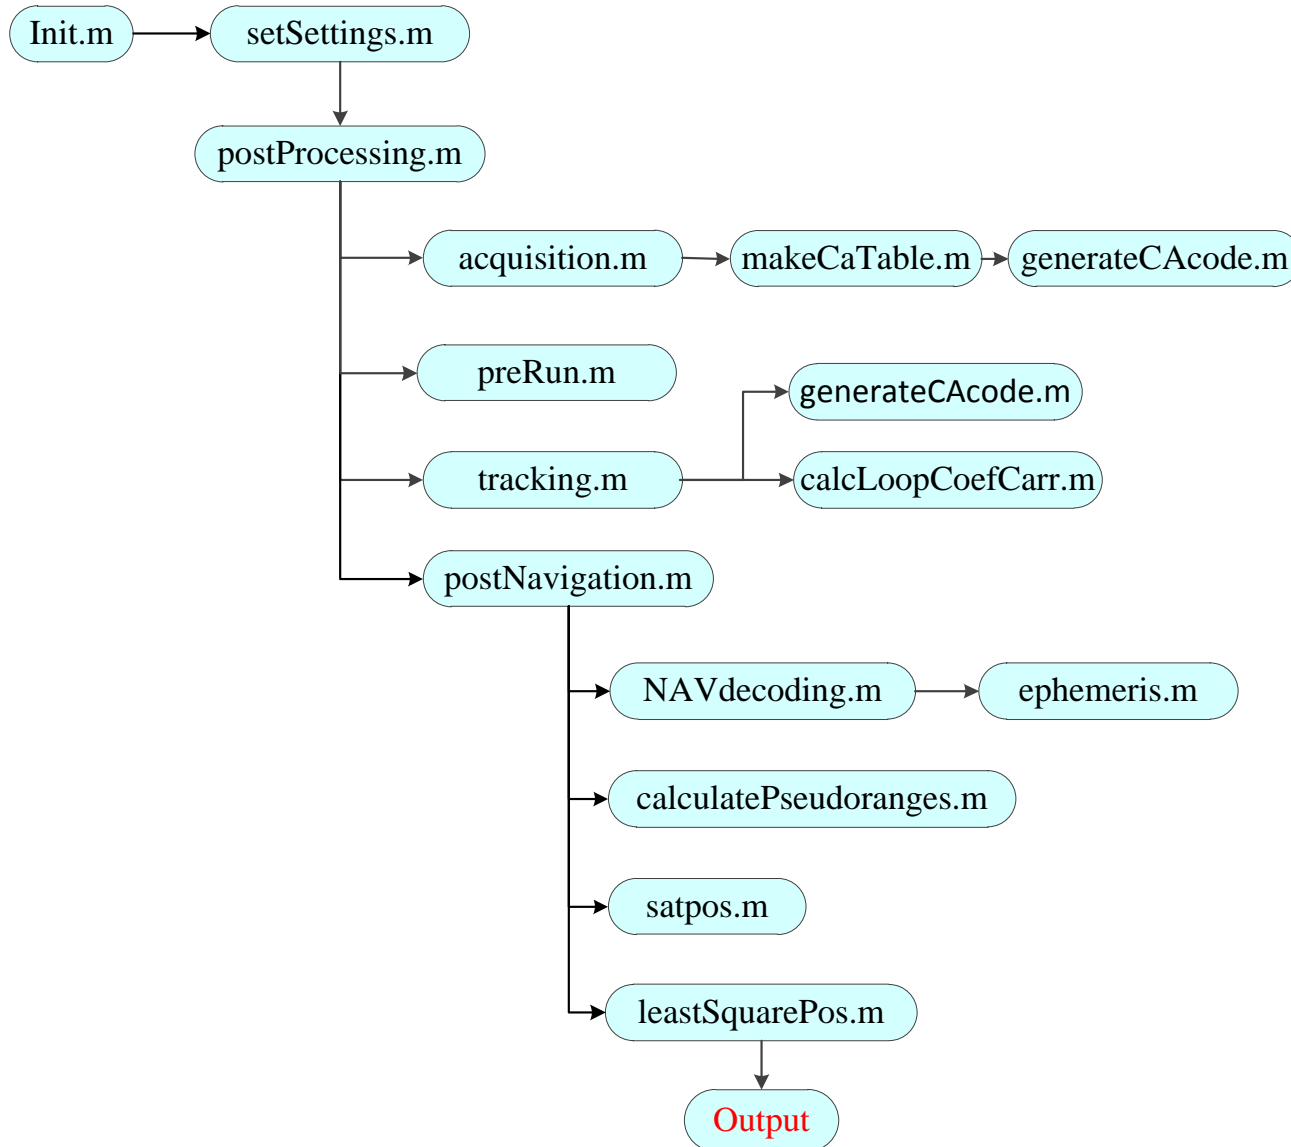 Init.m
setSettings.m
postProcessing.m
acquisition.m
makeCaTable.m
generateCAcode.m
preRun.m
generateCAcode.m
tracking.m
calcLoopCoefCarr.m
postNavigation.m
NAVdecoding.m
ephemeris.m
calculatePseudoranges.m
satpos.m
leastSquarePos.m
Output